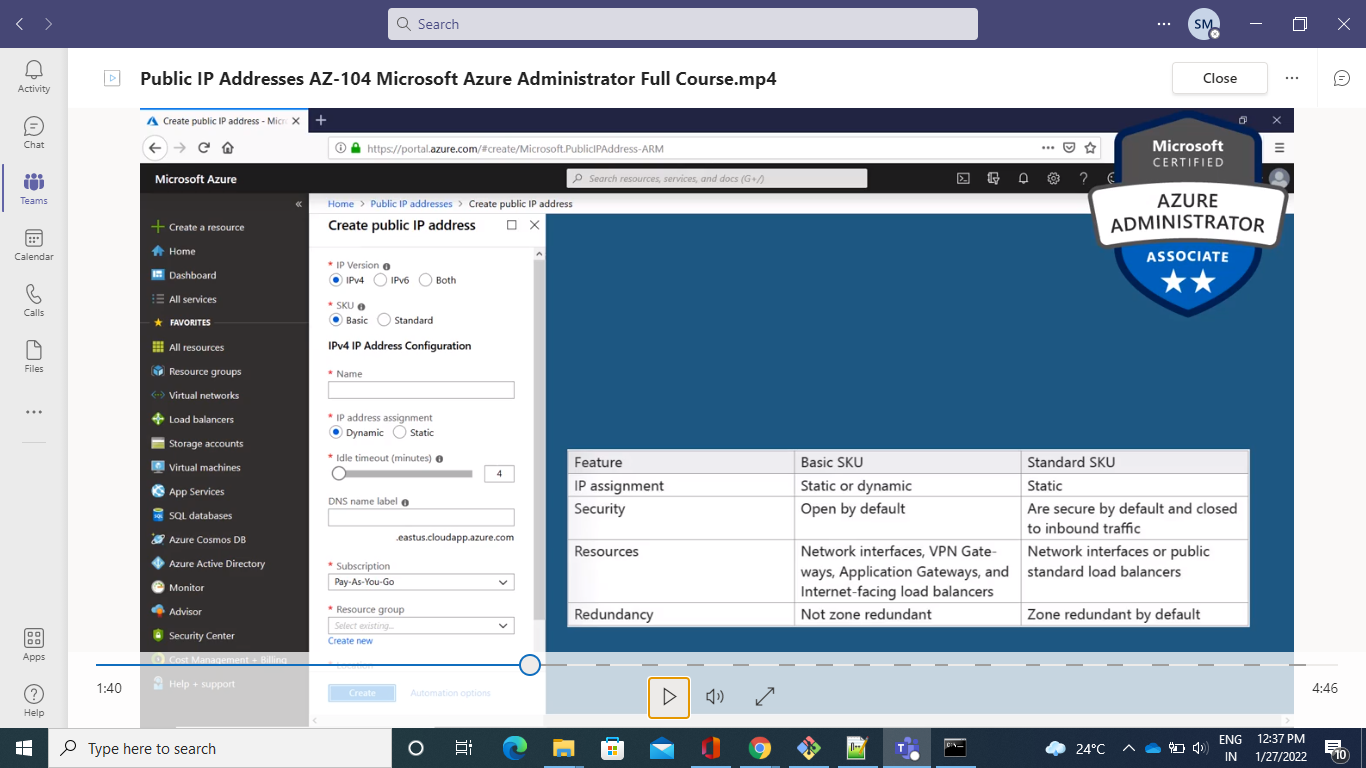 Search
SM
Activity
Chat
Teams
Calendar
Calls
Files
Apps
Help
Public IP Addresses AZ-104 Microsoft Azure Administrator Full Course.mp4
Close
Create public IP address - Micr
https://portal.azure.com/#create/Microsoft.PublicIPAddress-ARM
Microsoft Azure
Search resources, services, and docs (G+/)
Create a resource
Home
Dashboard
All services
FAVORITES
All resources
Resource groups
Virtual networks
Load balancers
Storage accounts
Virtual machines
App Services
SQL databases
Azure Cosmos DB
Azure Active Directory
Monitor
Advisor
Security Center
Cost Management + Billing
Help + support
Home > Public IP addresses > Create public IP address
Create public IP address
* IP Version
IPv4 IPv6 Both
* SKU
Basic Standard
IPv4 IP Address Configuration
* Name
* IP address assignment
Dynamic Static
* Idle timeout (minutes)
4
DNS name label
.eastus.cloudapp.azure.com
* Subscription
Pay-As-You-Go
* Resource group
Select existing...
Create new
* Location
Create Automation options
Microsoft
CERTIFIED
AZURE
ADMINISTRATOR
ASSOCIATE
Feature Basic SKU Standard SKU
IP assignment Static or dynamic Static
Security Open by default Are secure by default and closed
to inbound traffic
Resources Network interfaces, VPN Gate- Network interfaces or public
ways, Application Gateways, and standard load balancers
Internet-facing load balancers
Redundancy Not zone redundant Zone redundant by default
1:40
4:46
Type here to search
24°C
ENG
IN
12:37 PM
1/27/2022
10